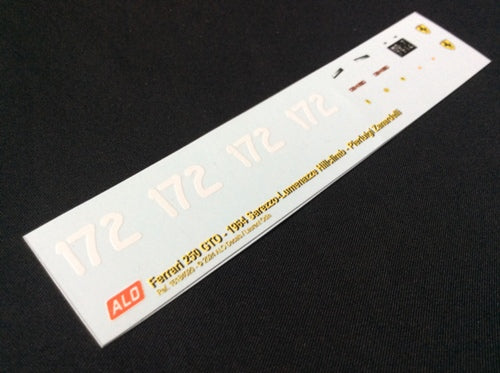 172 172 172 172
ALO
Ferrari 250 GTO - 1964 Sarezzo-Lumezzane Hillclimb - Pierluigi Zanardelli